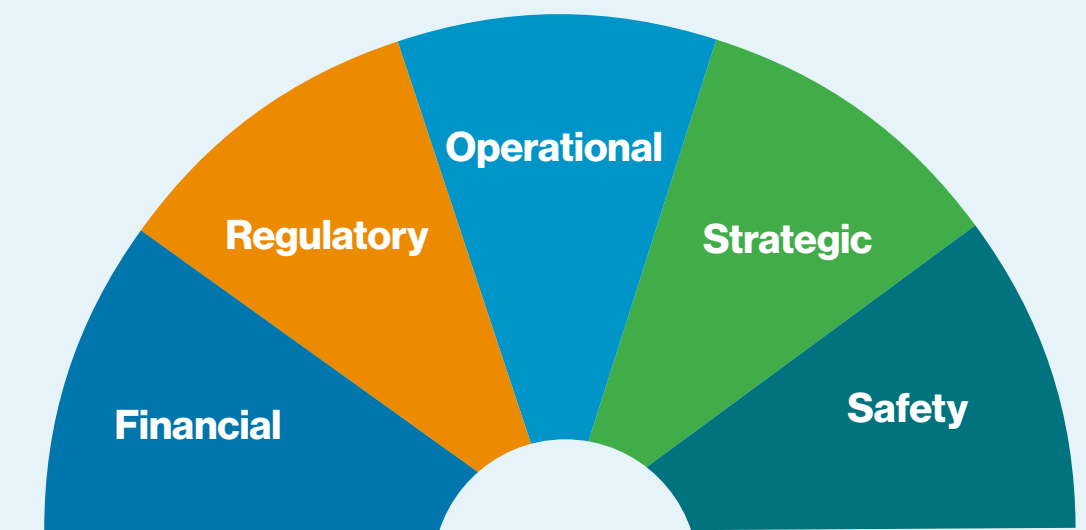 Financial
Regulatory
Operational
Strategic
Safety